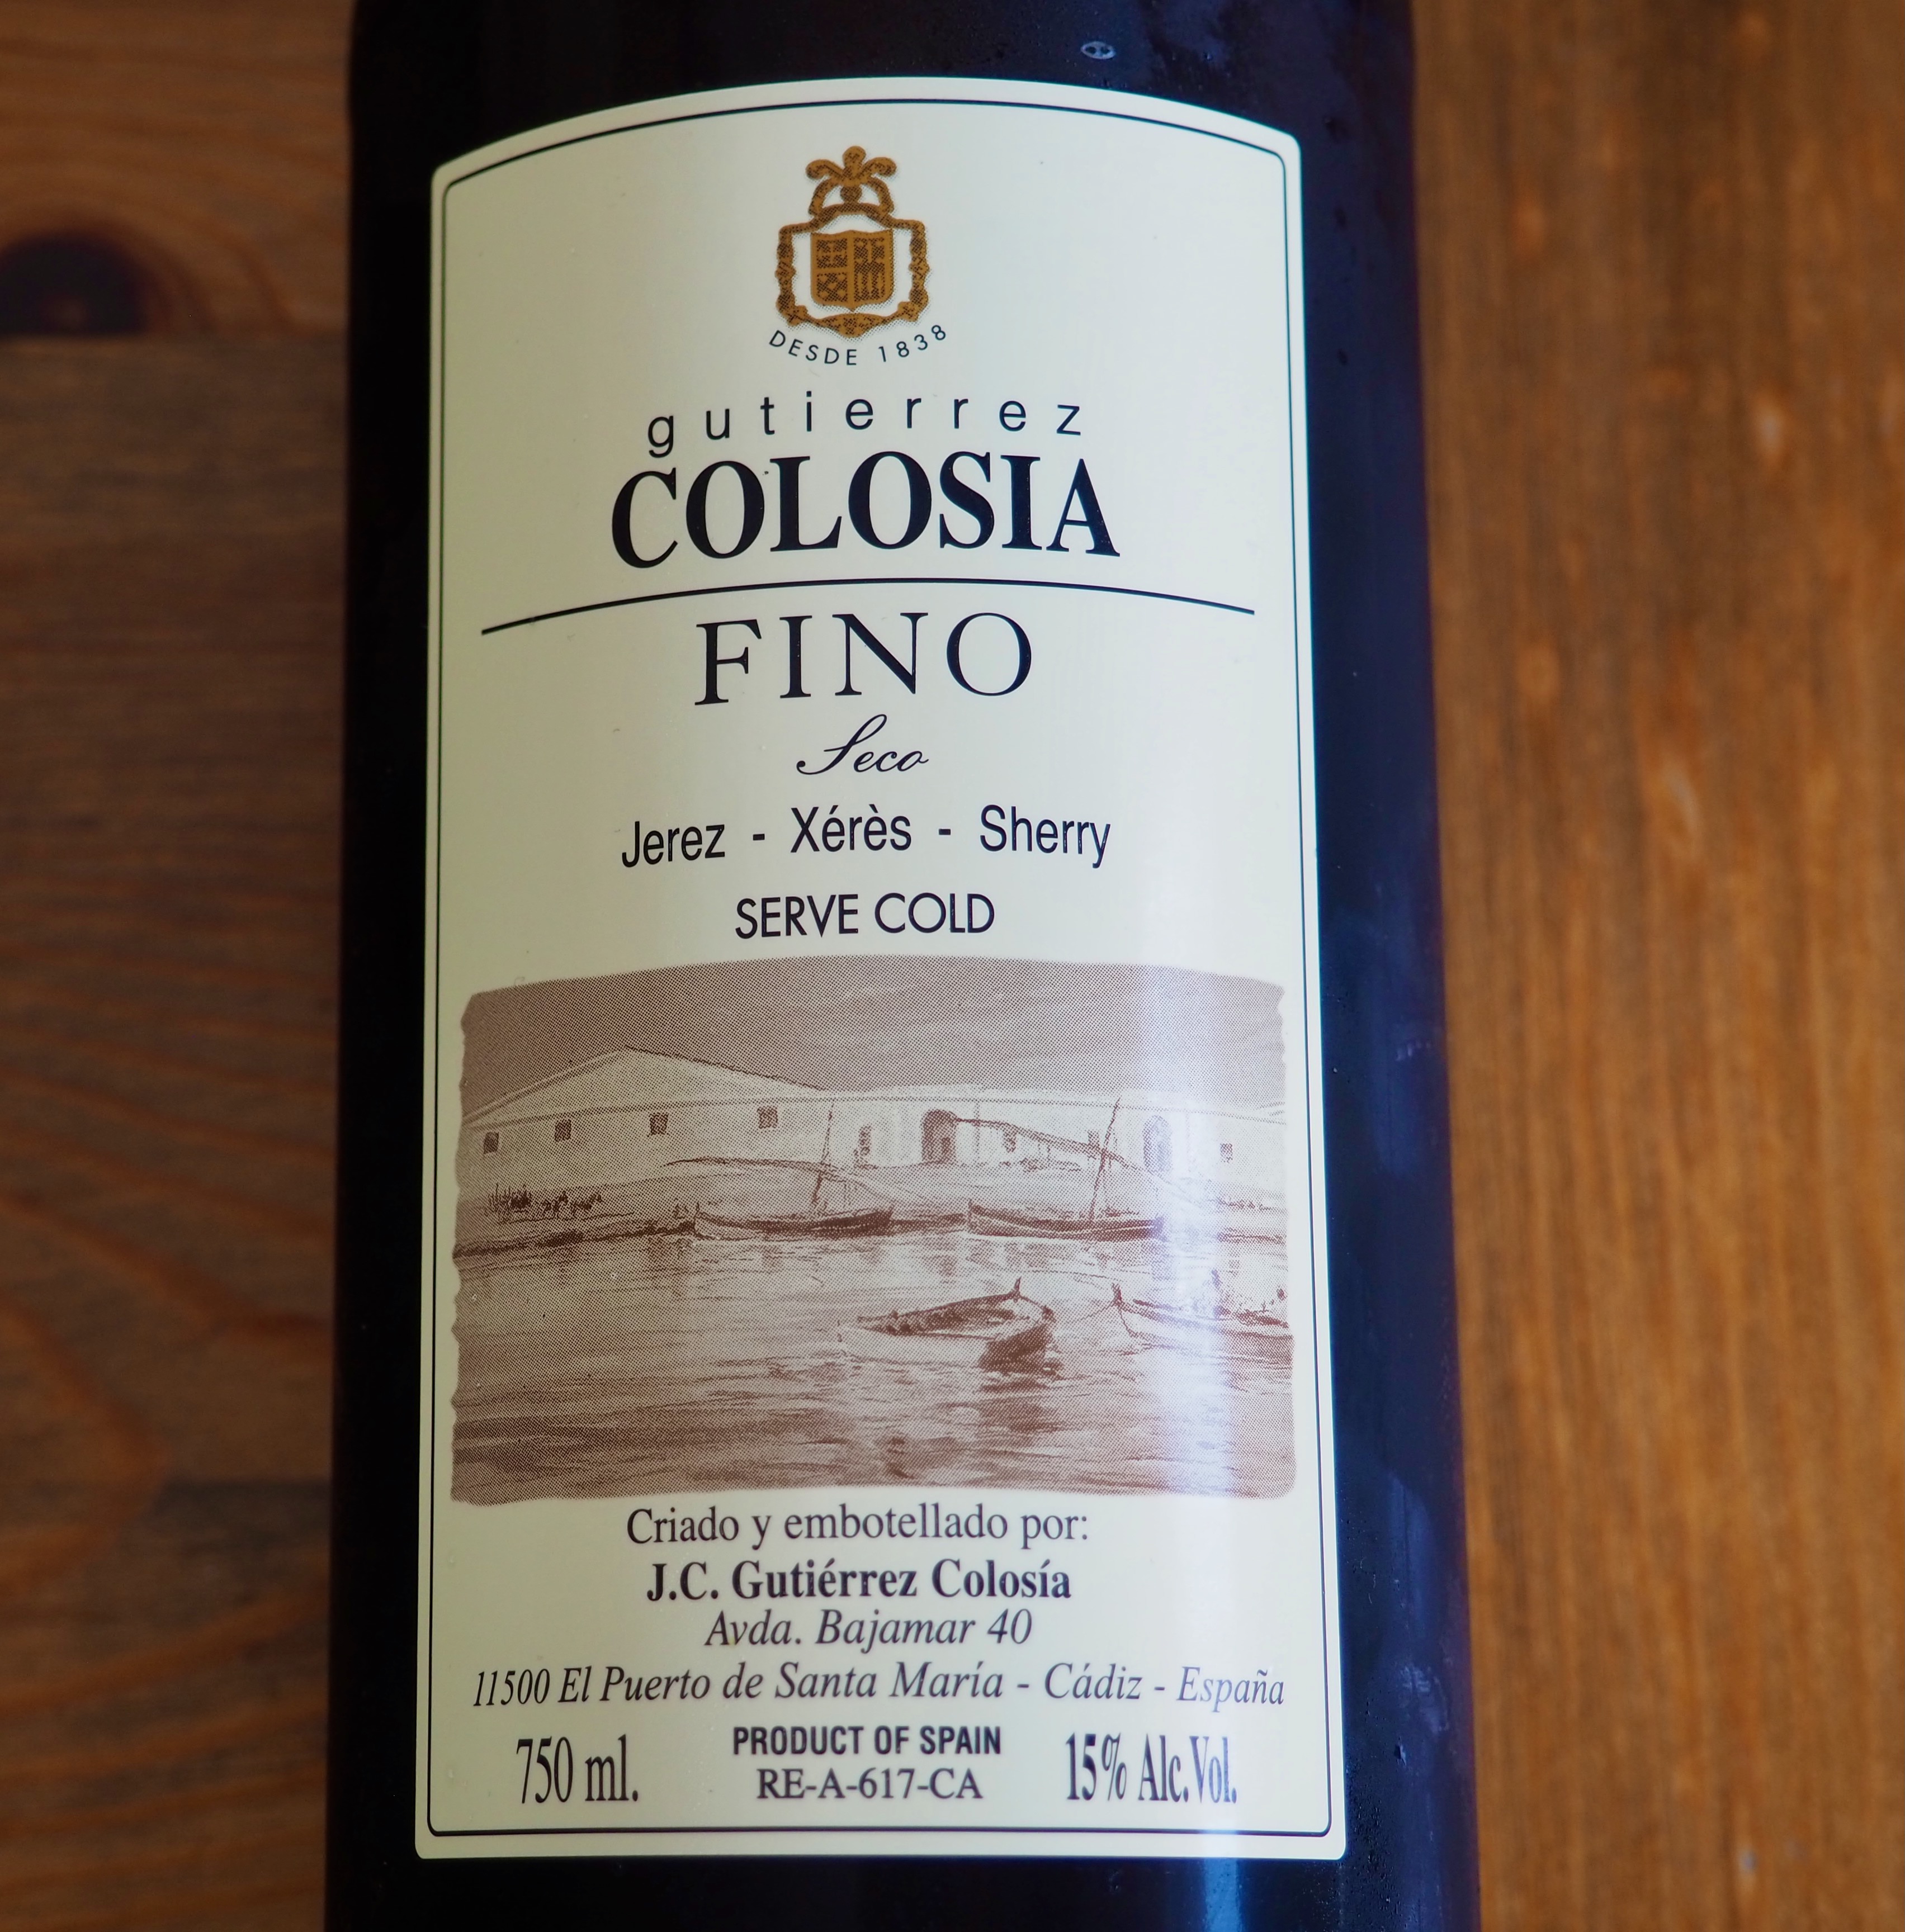 DESDE 1838
gutierrez
COLOSIA
FINO
Seco
Jerez - Xérès - Sherry
SERVE COLD
Criado y embotellado por:
J.C. Gutiérrez Colosía
Avda. Bajamar 40
11500 El Puerto de Santa María - Cádiz - España
750 ml. PRODUCT OF SPAIN 15% Alc.Vol.
RE-A-617-CA